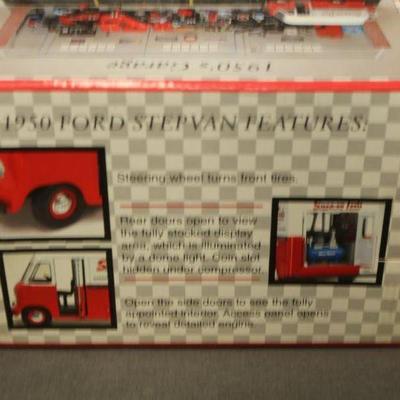 1950's Garage
1950 FORD STEPVAN FEATURES:
Steering wheel turns front tires.
Rear doors open to view
the fully stocked display
area, which is illuminated
by a dome light. Coin slot
hidden under compressor.
Open the side doors to see the fully
appointed interior. Access panel opens
to reveal detailed engine.